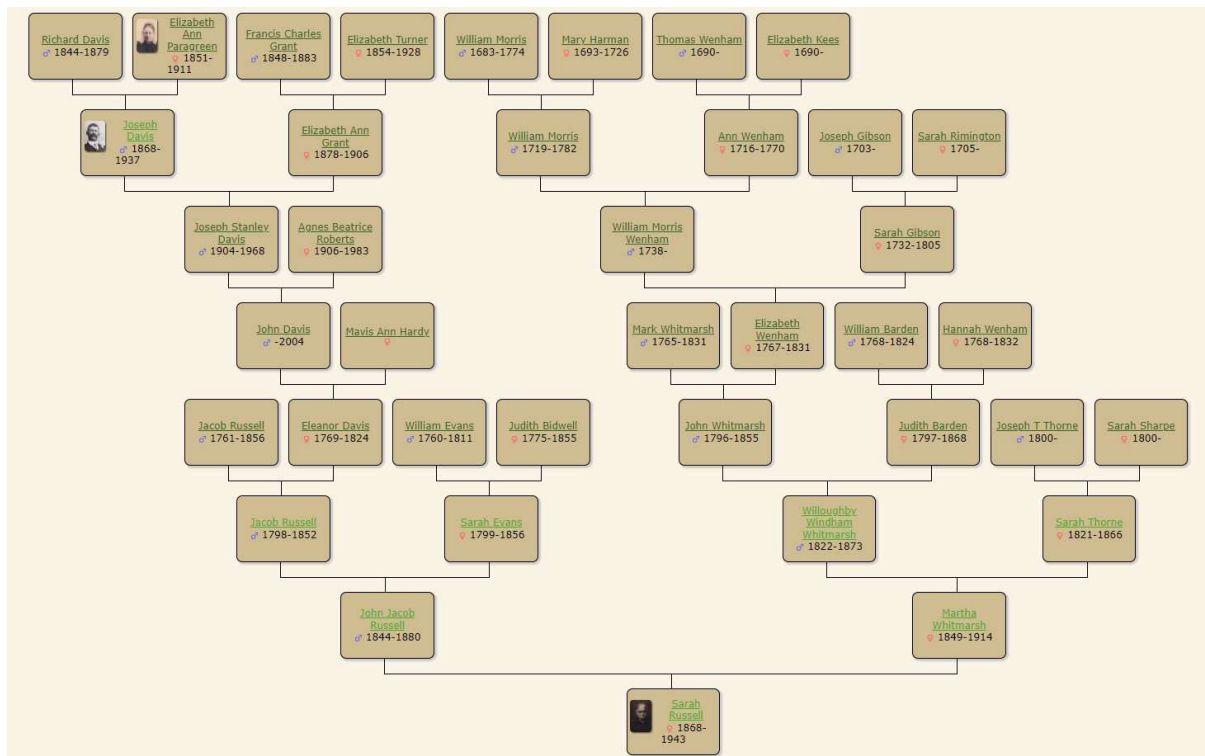 Richard Davis
♂ 1844-1879
Elizabeth
Ann
Paragreen
♀ 1851-
1911
Francis Charles
Grant
♂ 1848-1883
Elizabeth Turner
♀ 1854-1928
William Morris
♂ 1683-1774
Mary Harman
♀ 1693-1726
Thomas Wenham
♂ 1690-
Elizabeth Kees
♀ 1690-
Joseph
Davis
♂ 1868-
1937
Elizabeth Ann
Grant
♀ 1878-1906
William Morris
♂ 1719-1782
Ann Wenham
♀ 1716-1770
Joseph Gibson
♂ 1703-
Sarah Rimington
♀ 1705-
Joseph Stanley
Davis
♂ 1904-1968
Agnes Beatrice
Roberts
♀ 1906-1983
William Morris
Wenham
♂ 1738-
Sarah Gibson
♀ 1732-1805
John Davis
♂ -2004
Mavis Ann Hardy
♀
Mark Whitmarsh
♂ 1765-1831
Elizabeth
Wenham
♀ 1767-1831
William Barden
♂ 1768-1824
Hannah Wenham
♀ 1768-1832
Jacob Russell
♂ 1761-1856
Eleanor Davis
♀ 1769-1824
William Evans
♂ 1760-1811
Judith Bidwell
♀ 1775-1855
John Whitmarsh
♂ 1796-1855
Judith Barden
♀ 1797-1868
Joseph T Thorne
♂ 1800-
Sarah Sharpe
♀ 1800-
Jacob Russell
♂ 1798-1852
Sarah Evans
♀ 1799-1856
Willoughby
Windham
Whitmarsh
♂ 1822-1873
Sarah Thorne
♀ 1821-1866
John Jacob
Russell
♂ 1844-1880
Martha
Whitmarsh
♀ 1849-1914
Sarah
Russell
♀ 1868-
1943